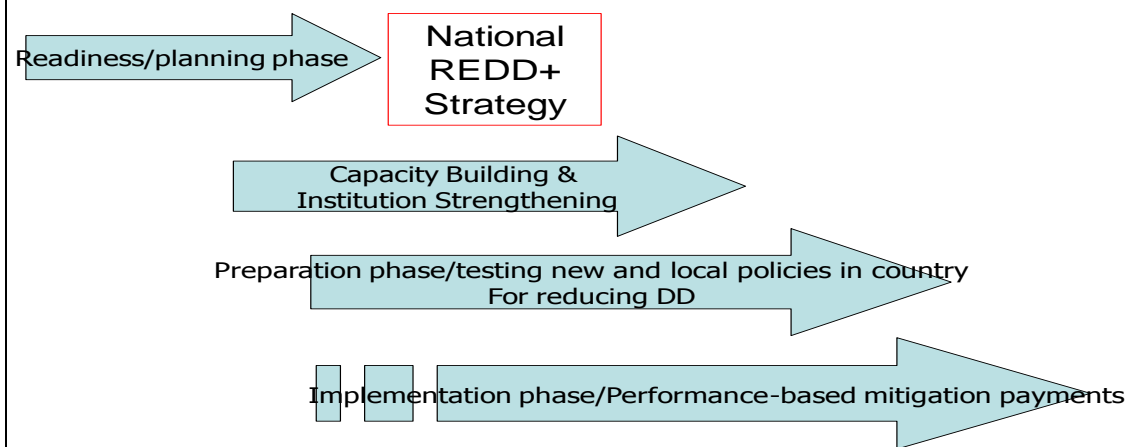 Readiness/planning phase
National
REDD+
Strategy
Capacity Building &
Institution Strengthening
Preparation phase/testing new and local policies in country
For reducing DD
Implementation phase/Performance-based mitigation payments